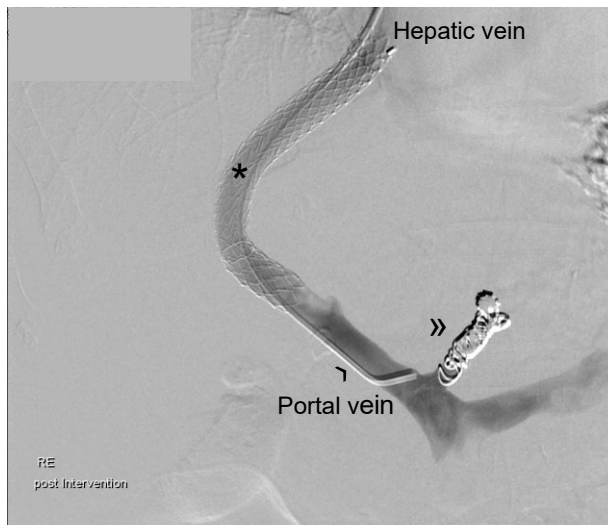 Hepatic vein
*
»
›
Portal vein
RE
post Intervention